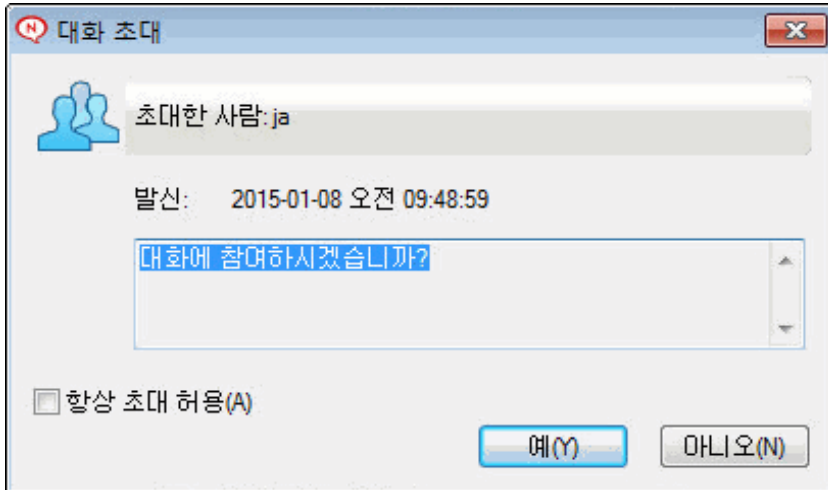 대화 초대
초대한 사람: ja
발신: 2015-01-08 오전 09:48:59
대화에 참여하시겠습니까?
항상 초대 허용(A)
예(Y) 아니오(N)